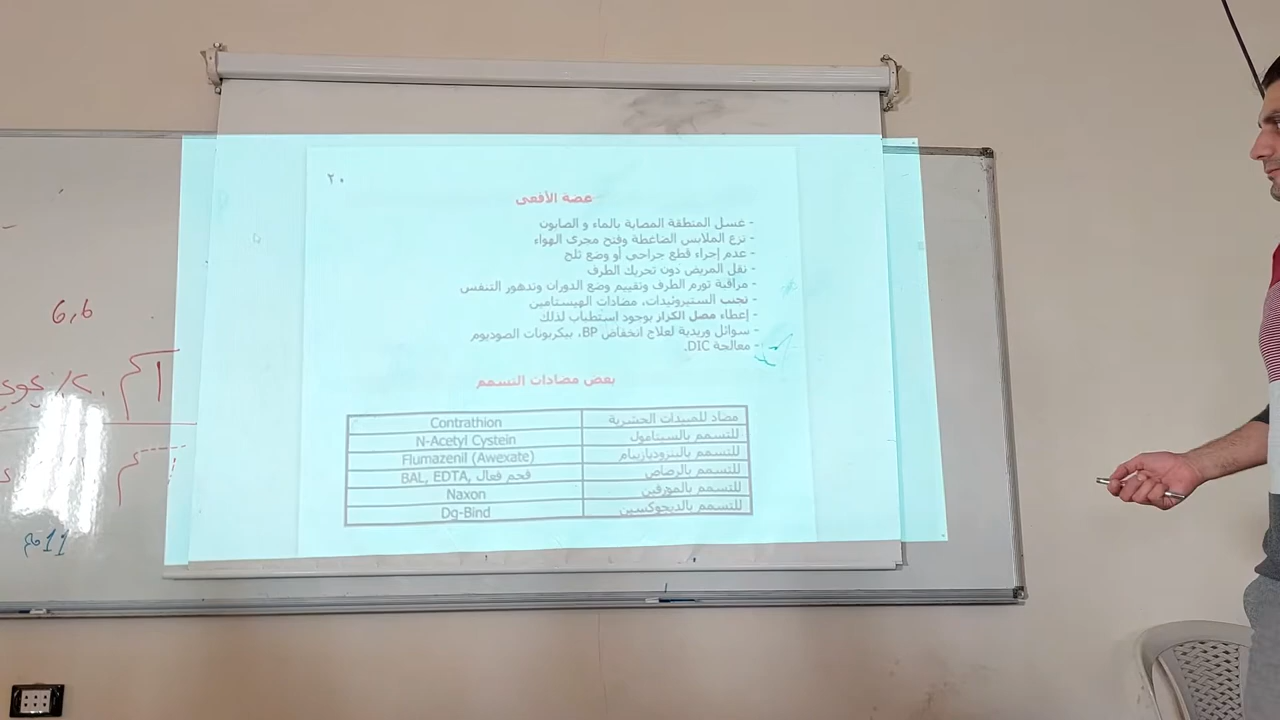 ٢٠
عضة الأفعى
- غسل المنطقة المصابة بالماء و الصابون
- نزع الملابس الضاغطة وفتح مجرى الهواء
- عدم إجراء قطع جراحي أو وضع ثلج
- نقل المريض دون تحريك الطرف
- مراقبة تورم الطرف وتقييم وضع الدوران وتدهور التنفس
- تجنب الستيروئيدات، مضادات الهيستامين
- إعطاء مصل الكزاز بوجود استطباب لذلك
- سوائل وريدية لعلاج انخفاض BP، بيكربونات الصوديوم
- معالجة DIC.
بعض مضادات التسمم
مضاد للمبيدات الحشرية Contrathion
للتسمم بالسيتامول N-Acetyl Cystein
للتسمم بالبنزوديازيبام Flumazenil (Awexate)
للتسمم بالرصاص BAL, EDTA, فحم فعال
للتسمم بالمورفين Naxon
للتسمم بالديجوكسين Dg-Bind
6,6